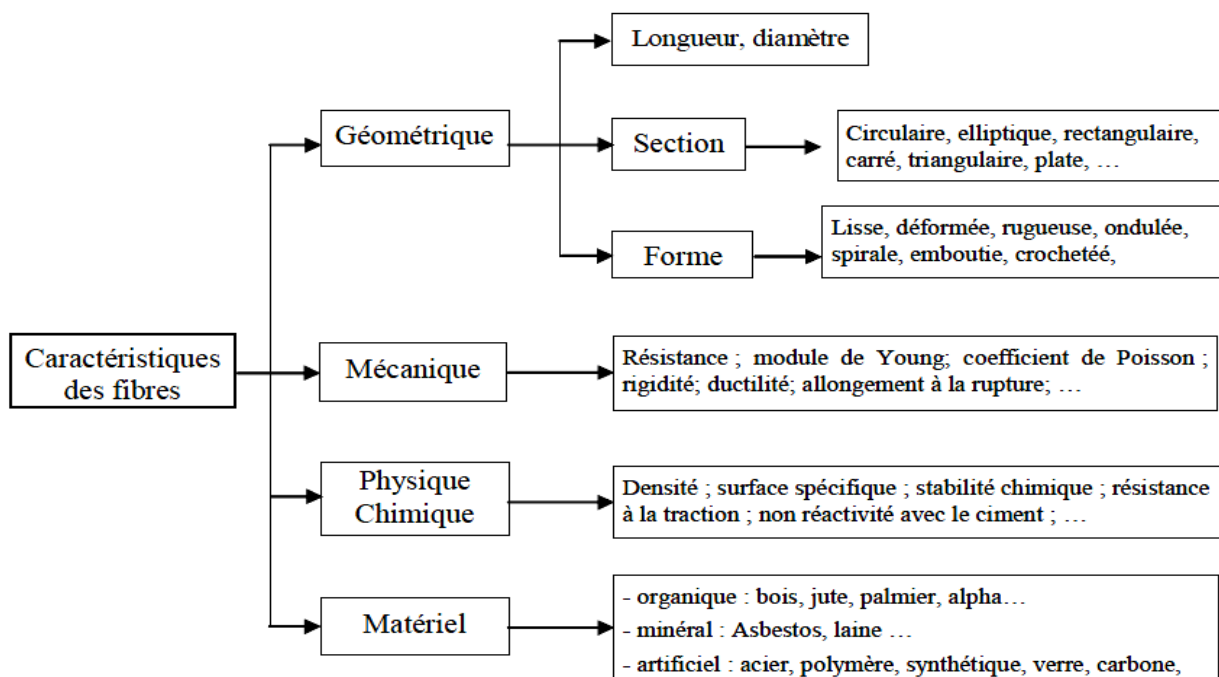 Longueur, diamètre
Géométrique
Section
Circulaire, elliptique, rectangulaire,
carré, triangulaire, plate, …
Forme
Lisse, déformée, rugueuse, ondulée,
spirale, emboutie, crochetéé,
Caractéristiques
des fibres
Mécanique
Résistance ; module de Young; coefficient de Poisson ;
rigidité; ductilité; allongement à la rupture; …
Physique
Chimique
Densité ; surface spécifique ; stabilité chimique ; résistance
à la traction ; non réactivité avec le ciment ; …
Matériel
- organique : bois, jute, palmier, alpha…
- minéral : Asbestos, laine …
- artificiel : acier, polymère, synthétique, verre, carbone,